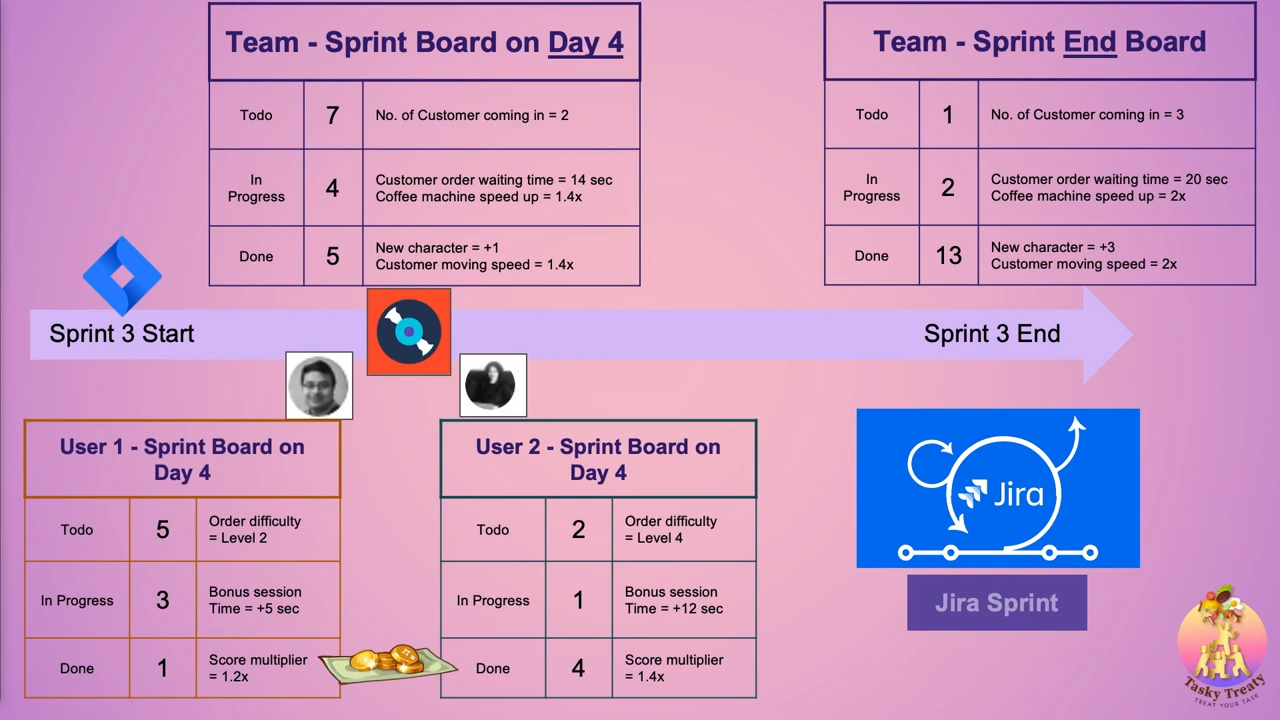 Team - Sprint Board on Day 4
Todo
7
No. of Customer coming in = 2
In
Progress
4
Customer order waiting time = 14 sec
Coffee machine speed up = 1.4x
Done
5
New character = +1
Customer moving speed = 1.4x
Team - Sprint End Board
Todo
1
No. of Customer coming in = 3
In
Progress
2
Customer order waiting time = 20 sec
Coffee machine speed up = 2x
Done
13
New character = +3
Customer moving speed = 2x
Sprint 3 Start
Sprint 3 End
User 1 - Sprint Board on
Day 4
Todo
5
Order difficulty
= Level 2
In Progress
3
Bonus session
Time = +5 sec
Done
1
Score multiplier
= 1.2x
User 2 - Sprint Board on
Day 4
Todo
2
Order difficulty
= Level 4
In Progress
1
Bonus session
Time = +12 sec
Done
4
Score multiplier
= 1.4x
Jira
Jira Sprint
Tasky Treaty
TREAT YOUR TASK